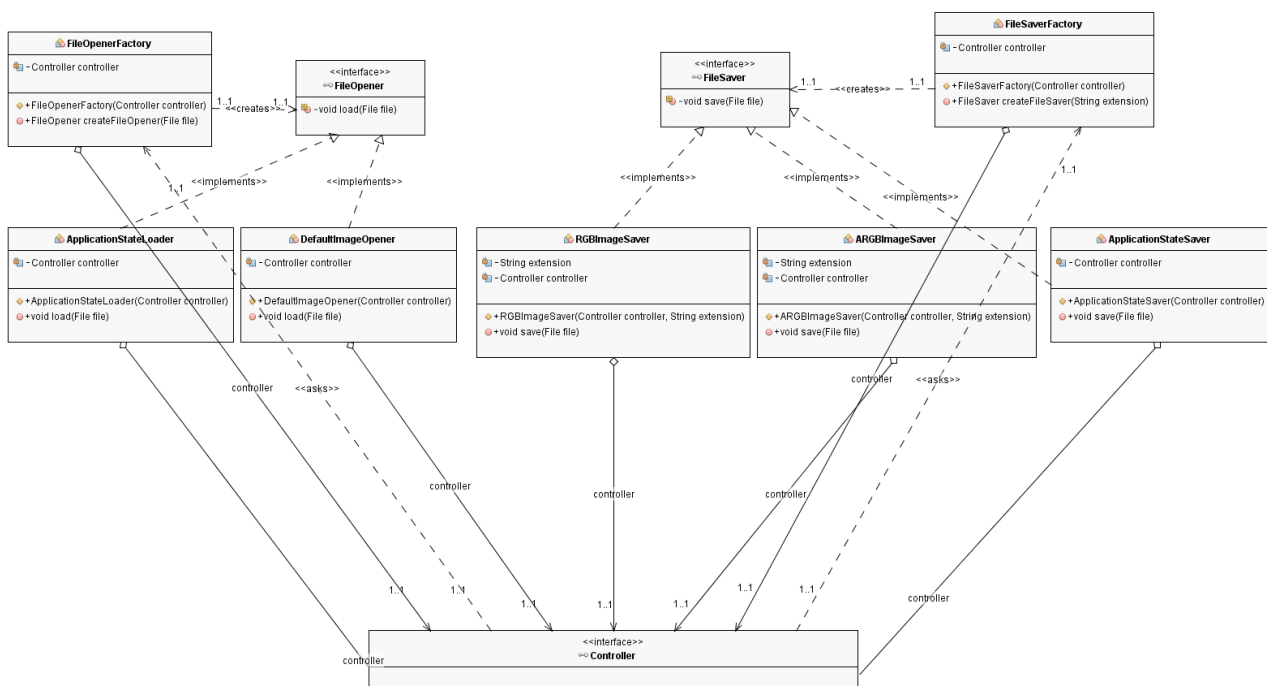 FileOpenerFactory
- Controller controller
+ FileOpenerFactory(Controller controller)
+ FileOpener createFileOpener(File file)
1..1
<<creates>>
1..1
<<interface>>
FileOpener
- void load(File file)
<<interface>>
FileSaver
- void save(File file)
1..1
<<creates>>
1..1
FileSaverFactory
- Controller controller
+ FileSaverFactory(Controller controller)
+ FileSaver createFileSaver(String extension)
1..1
<<implements>>
<<implements>>
<<implements>>
<<implements>>
<<implements>>
1..1
ApplicationStateLoader
- Controller controller
+ ApplicationStateLoader(Controller controller)
+ void load(File file)
DefaultImageOpener
- Controller controller
+ DefaultImageOpener(Controller controller)
+ void load(File file)
RGBImageSaver
- String extension
- Controller controller
+ RGBImageSaver(Controller controller, String extension)
+ void save(File file)
ARGBImageSaver
- String extension
- Controller controller
+ ARGBImageSaver(Controller controller, String extension)
+ void save(File file)
ApplicationStateSaver
- Controller controller
+ ApplicationStateSaver(Controller controller)
+ void save(File file)
controller
<<asks>>
controller
<<asks>>
controller
controller
controller
controller
1..1
1..1
1..1
1..1
1..1
1..1
1..1
controller
<<interface>>
Controller